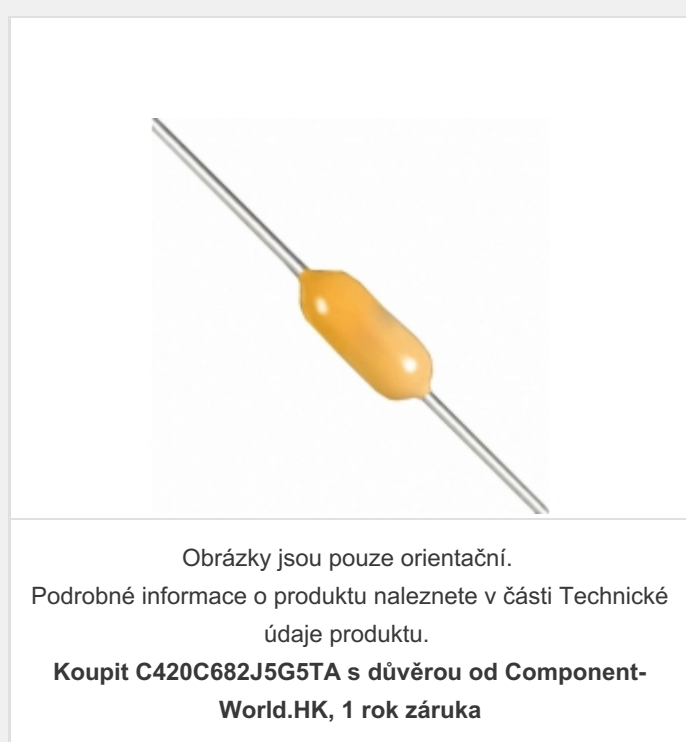 Obrázky jsou pouze orientační.
Podrobné informace o produktu naleznete v části Technické
údaje produktu.
Koupit C420C682J5G5TA s důvěrou od Component-
World.HK, 1 rok záruka